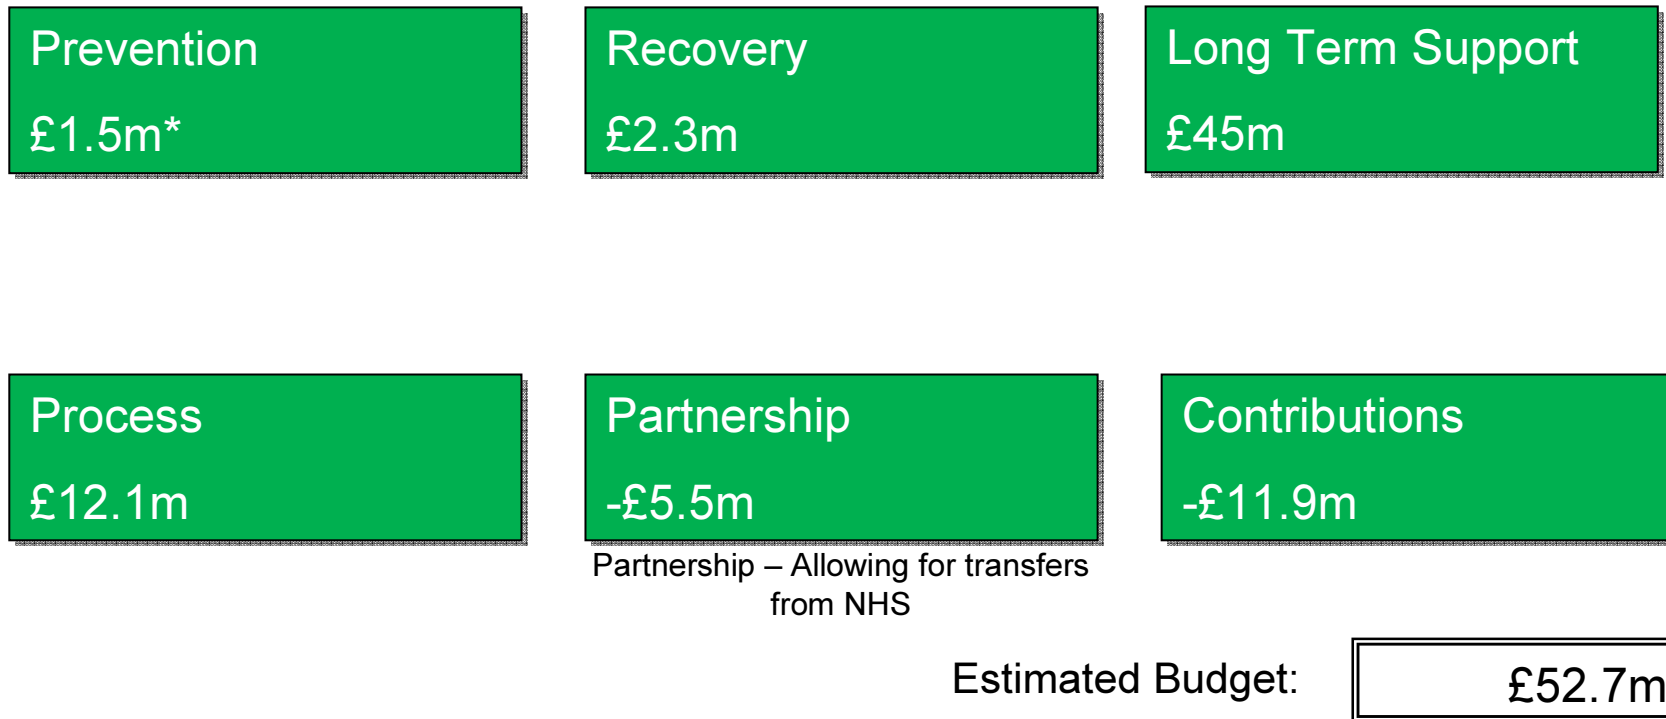 Prevention
£1.5m*
Recovery
£2.3m
Long Term Support
£45m
Process
£12.1m
Partnership
-£5.5m
Contributions
-£11.9m
Partnership – Allowing for transfers
from NHS
Estimated Budget:
£52.7m